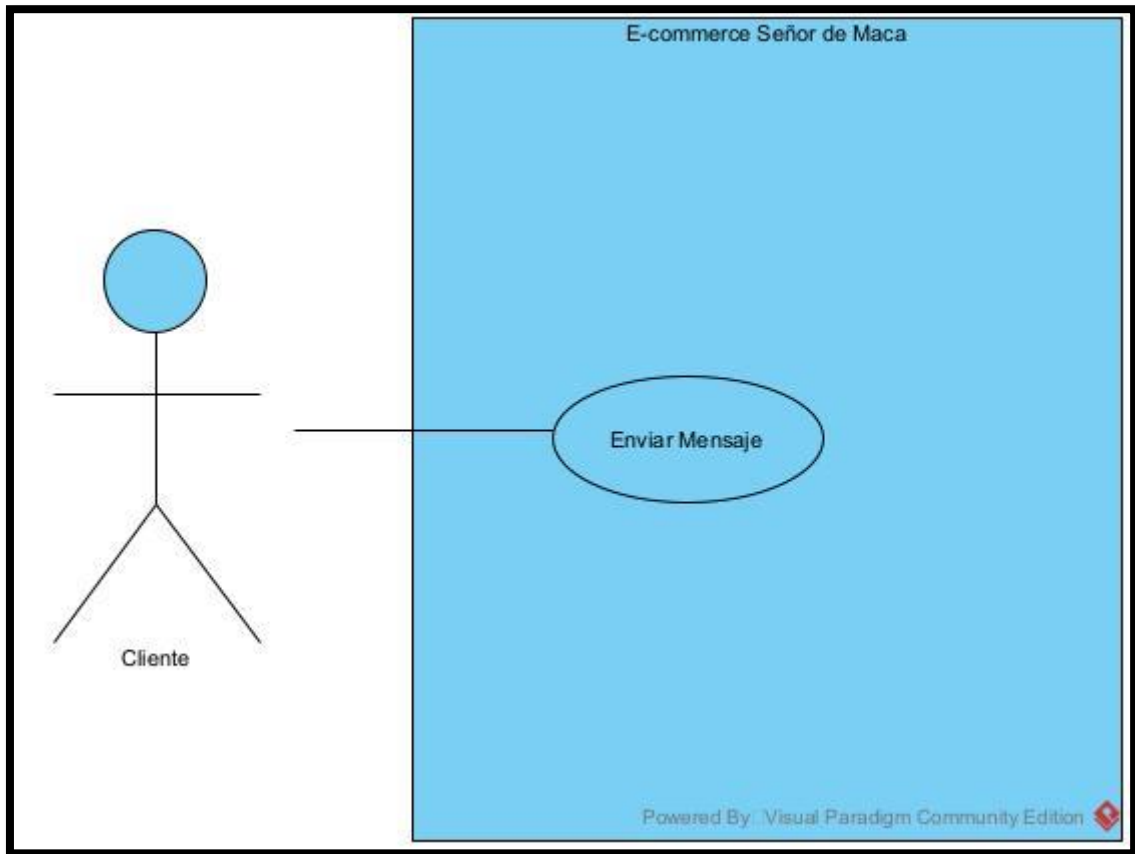 E-commerce Señor de Maca
Enviar Mensaje
Cliente
Powered By Visual Paradigm Community Edition